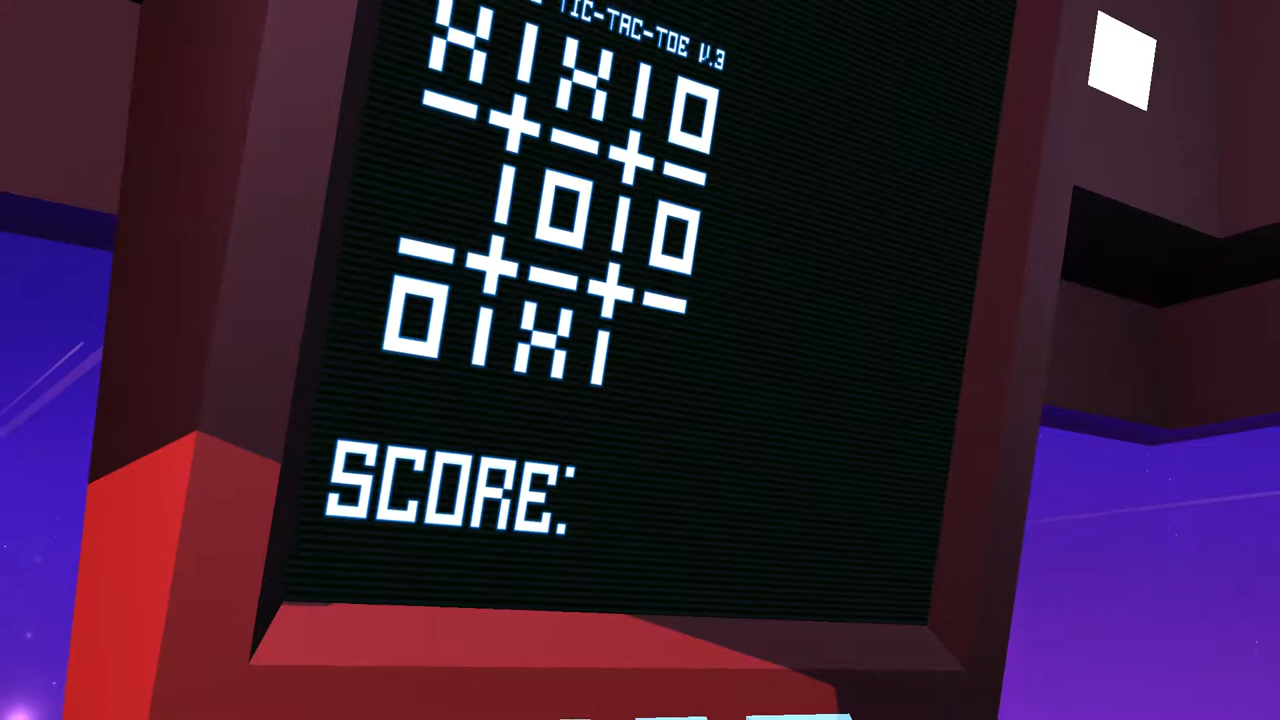 TIC-TAC-TOE V.3
X|X|O
-+-+-
|O|O
-+-+-
O|X|
SCORE: